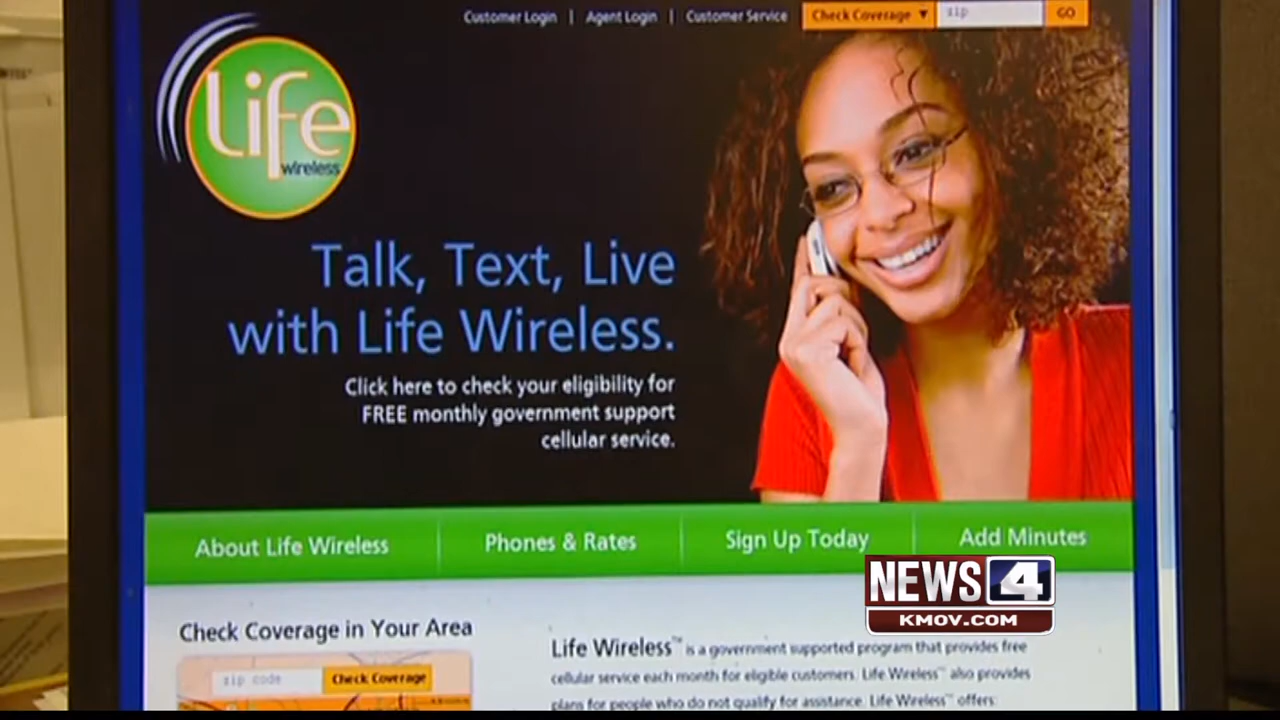 Customer Login | Agent Login | Customer Service
Check Coverage
zip
GO
Life
wireless
Talk, Text, Live
with Life Wireless.
Click here to check your eligibility for
FREE monthly government support
cellular service.
About Life Wireless
Phones & Rates
Sign Up Today
Add Minutes
NEWS 4
KMOV.COM
Check Coverage in Your Area
zip code
Check Coverage
Life Wireless™ is a government supported program that provides free
cellular service each month for eligible customers. Life Wireless™ also provides
plans for people who do not qualify for assistance. Life Wireless™ offers: